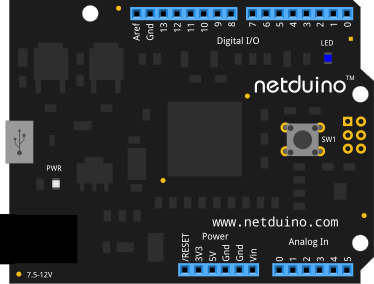 Aref Gnd 13 12 11 10 9 8 7 6 5 4 3 2 1 0
Digital I/O
LED
netduino™
SW1
PWR
www.netduino.com
Power
Analog In
/RESET 3V3 5V Gnd Gnd Vin 0 1 2 3 4 5
7.5-12V